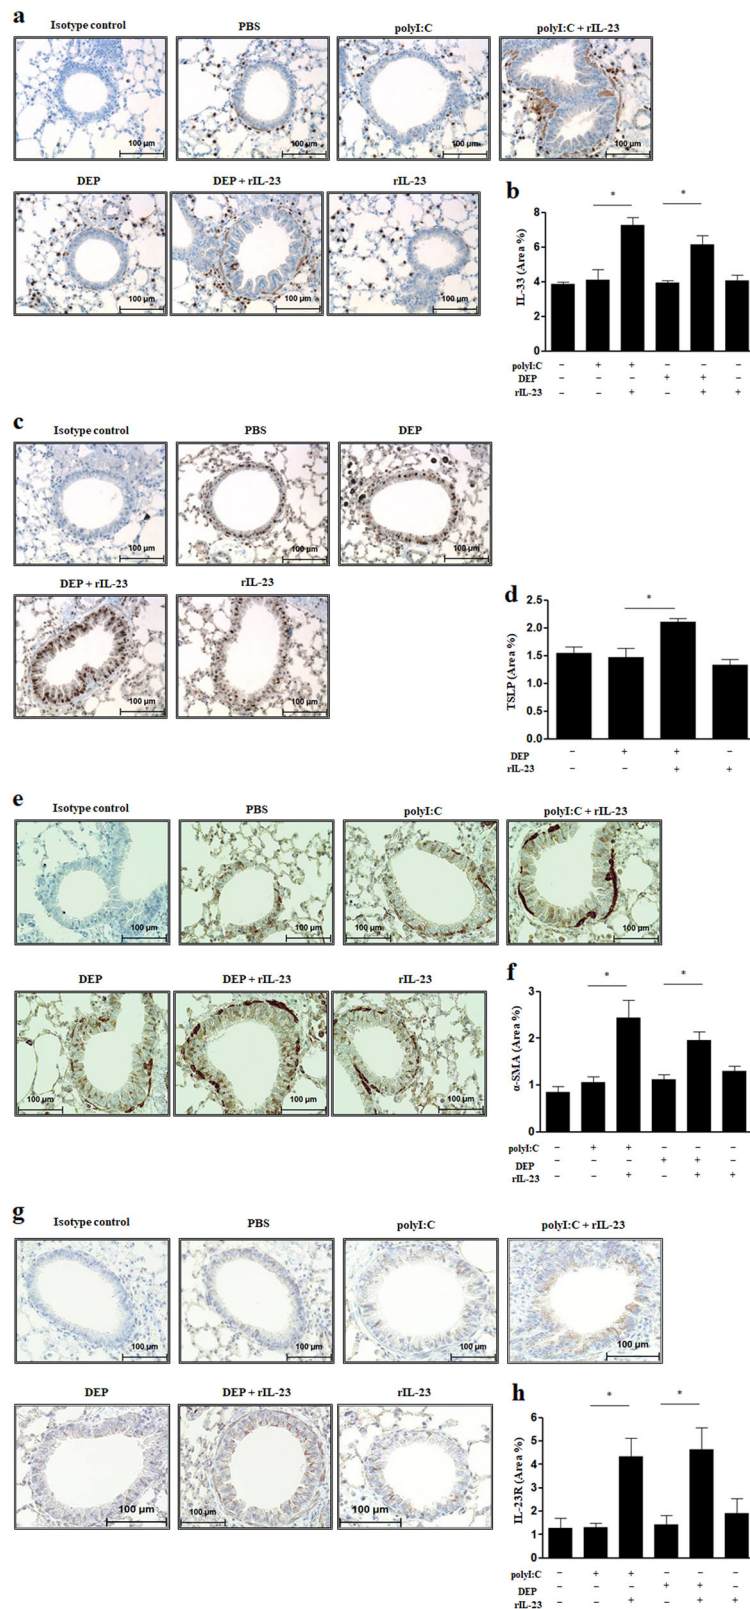 a
Isotype control PBS polyI:C polyI:C + rIL-23
100 µm 100 µm 100 µm 100 µm
DEP DEP + rIL-23 rIL-23
100 µm 100 µm 100 µm
b
* *
8
6
4
2
0
IL-33 (Area %)
polyI:C − + + − − −
DEP − − − + + −
rIL-23 − − + − + +
c
Isotype control PBS DEP
100 µm 100 µm 100 µm
DEP + rIL-23 rIL-23
100 µm 100 µm
d
*
2.5
2.0
1.5
1.0
0.5
0.0
TSLP (Area %)
DEP − + + −
rIL-23 − − + +
e
Isotype control PBS polyI:C polyI:C + rIL-23
100 µm 100 µm 100 µm 100 µm
DEP DEP + rIL-23 rIL-23
100 µm 100 µm 100 µm
f
* *
3
2
1
0
α-SMA (Area %)
polyI:C − + + − − −
DEP − − − + + −
rIL-23 − − + − + +
g
Isotype control PBS polyI:C polyI:C + rIL-23
100 µm 100 µm 100 µm 100 µm
DEP DEP + rIL-23 rIL-23
100 µm 100 µm 100 µm
h
* *
6
5
4
3
2
1
0
IL-23R (Area %)
polyI:C − + + − − −
DEP − − − + + −
rIL-23 − − + − + +